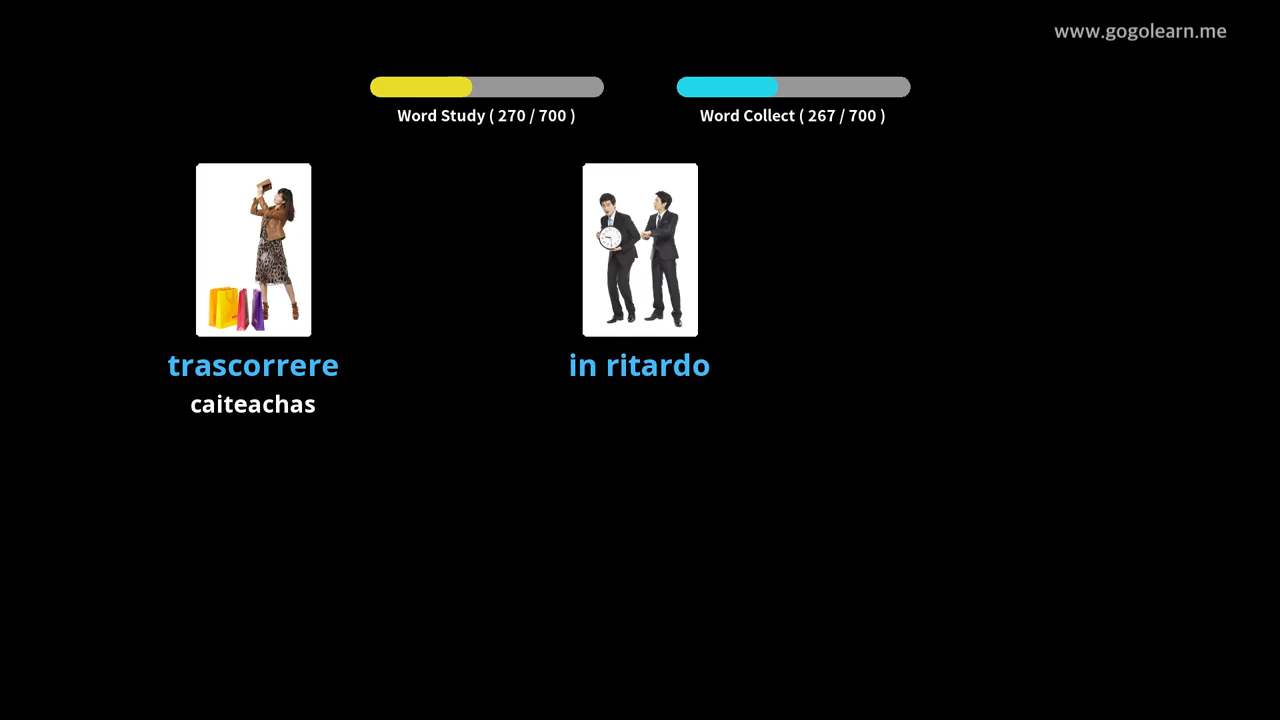 www.gogolearn.me
Word Study ( 270 / 700 )
Word Collect ( 267 / 700 )
trascorrere
in ritardo
caiteachas